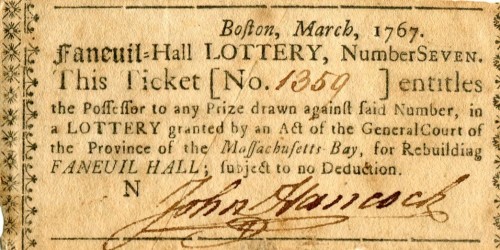 Boſton, March, 1767.
Faneuil-Hall LOTTERY, Number SEVEN.
This Ticket [No. 1359 ] entitles
the Poſſeſſor to any Prize drawn againſt ſaid Number, in
a LOTTERY granted by an Act of the General Court of
the Province of the Maſſachuſetts-Bay, for Rebuilding
FANEUIL HALL; ſubject to no Deduction.
N
John Hancock